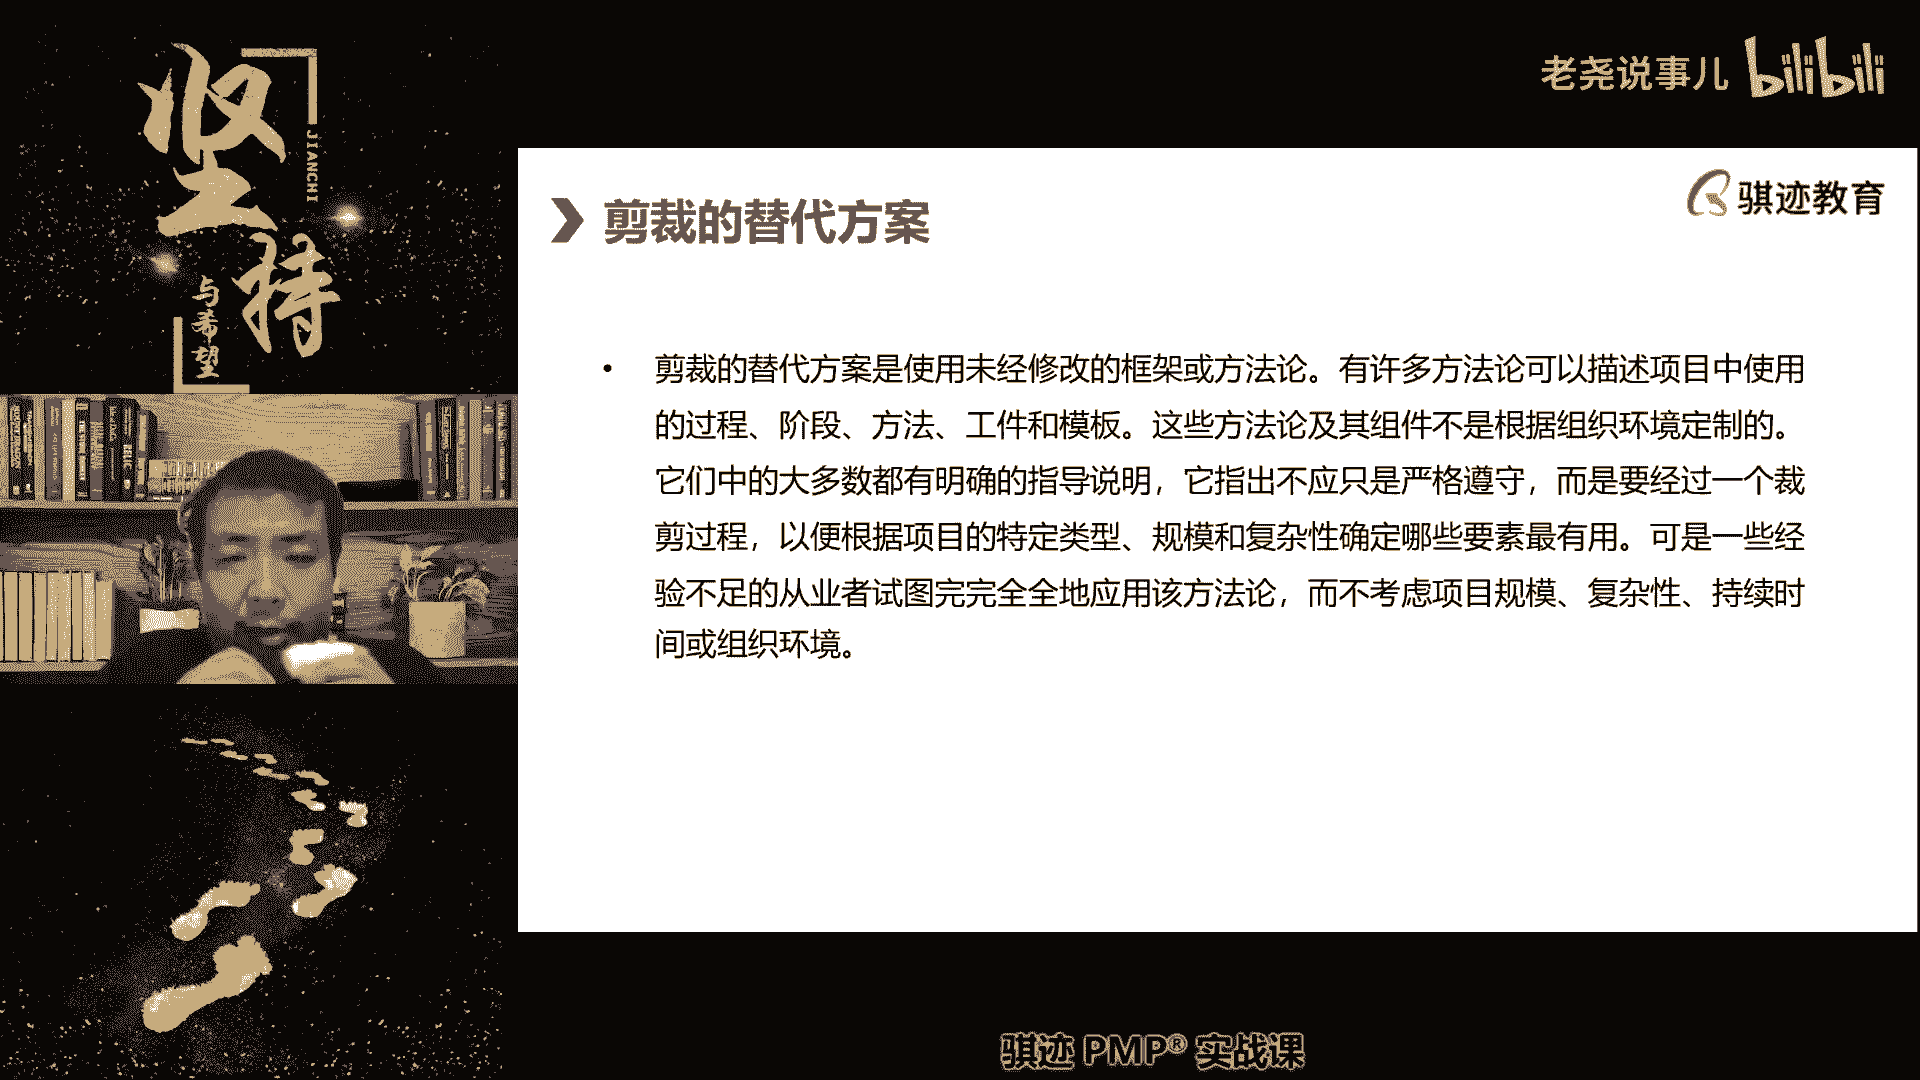 坚持
JIANCHI
与希望
老尧说事儿 bilibili
骐迹教育
剪裁的替代方案
• 剪裁的替代方案是使用未经修改的框架或方法论。有许多方法论可以描述项目中使用
的过程、阶段、方法、工件和模板。这些方法论及其组件不是根据组织环境定制的。
它们中的大多数都有明确的指导说明，它指出不应只是严格遵守，而是要经过一个裁
剪过程，以便根据项目的特定类型、规模和复杂性确定哪些要素最有用。可是一些经
验不足的从业者试图完完全全地应用该方法论，而不考虑项目规模、复杂性、持续时
间或组织环境。
骐迹 PMP® 实战课